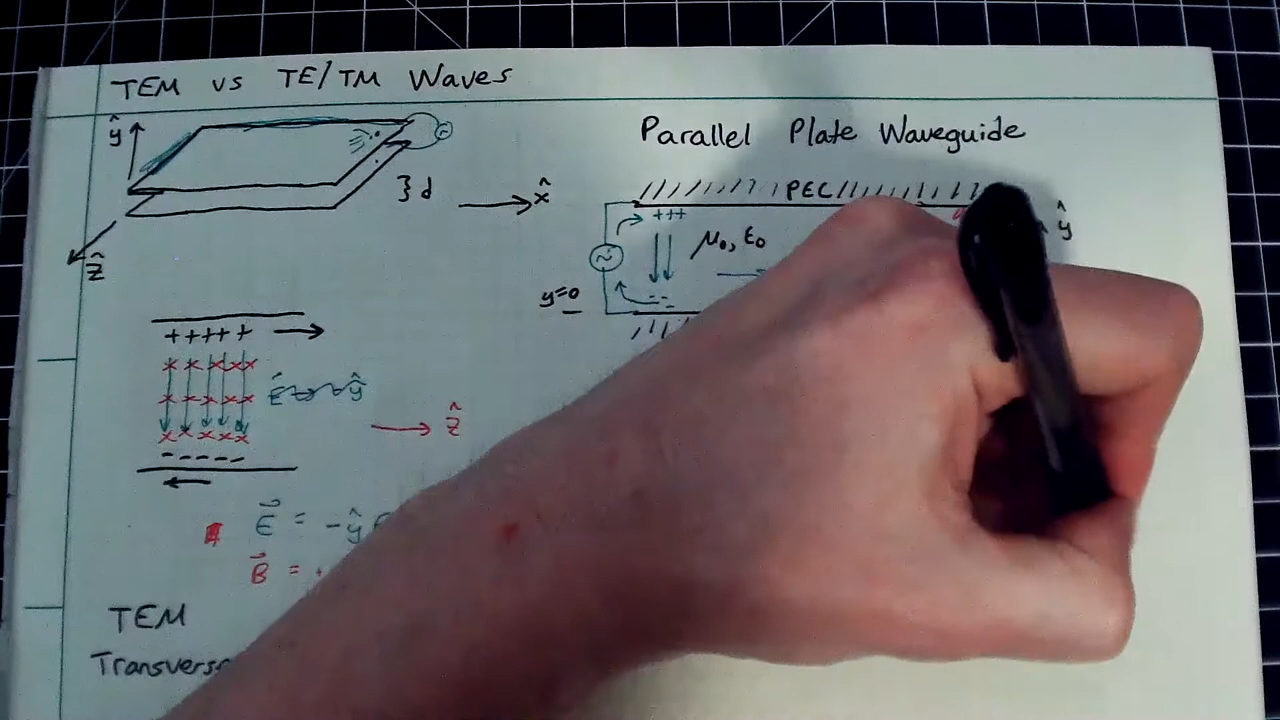 TEM vs TE/TM Waves
ŷ
} d
x̂
ẑ
Parallel Plate Waveguide
PEC
+++
ŷ
μ₀, ε₀
y=0
-- --
+++++
ẑ
-----
E⃗ = -ŷ
B⃗ =
TEM